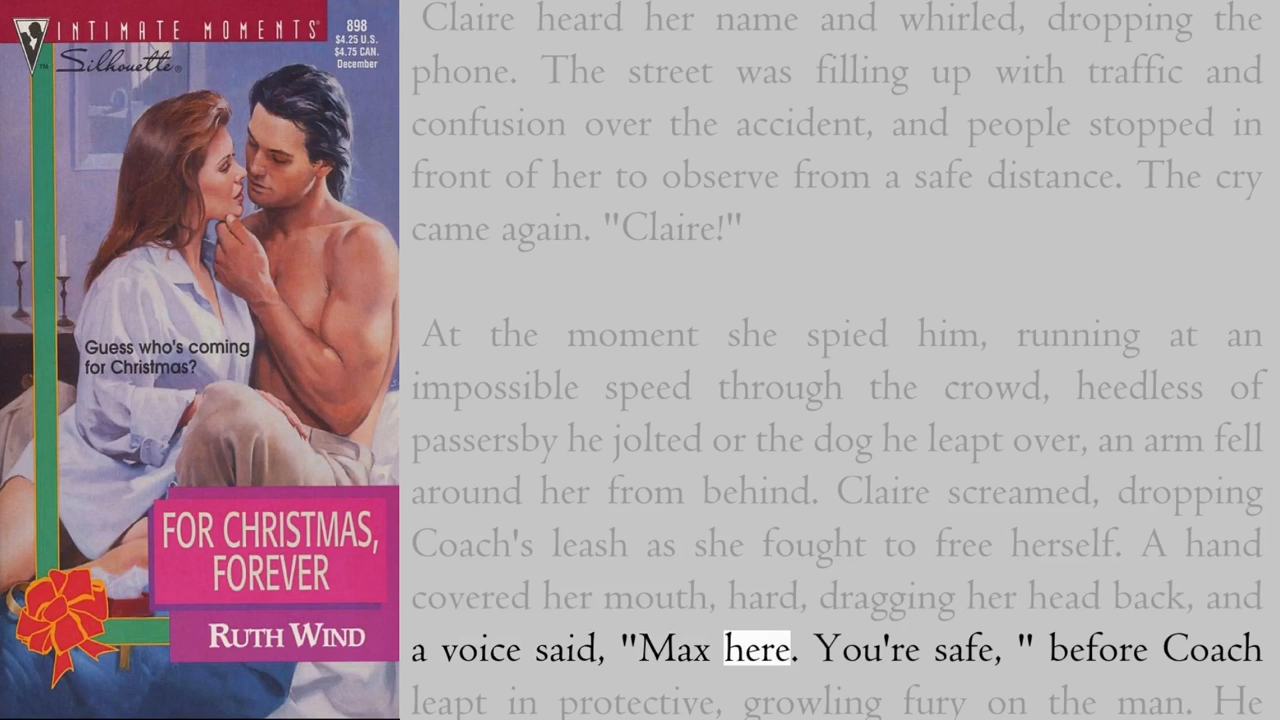 INTIMATE MOMENTS®
898
$4.25 U.S.
$4.75 CAN.
December
™
Silhouette®
Guess who's coming
for Christmas?
FOR CHRISTMAS,
FOREVER
RUTH WIND
Claire heard her name and whirled, dropping the
phone. The street was filling up with traffic and
confusion over the accident, and people stopped in
front of her to observe from a safe distance. The cry
came again. "Claire!"
At the moment she spied him, running at an
impossible speed through the crowd, heedless of
passersby he jolted or the dog he leapt over, an arm fell
around her from behind. Claire screamed, dropping
Coach's leash as she fought to free herself. A hand
covered her mouth, hard, dragging her head back, and
a voice said, "Max here. You're safe, " before Coach
leapt in protective, growling fury on the man. He